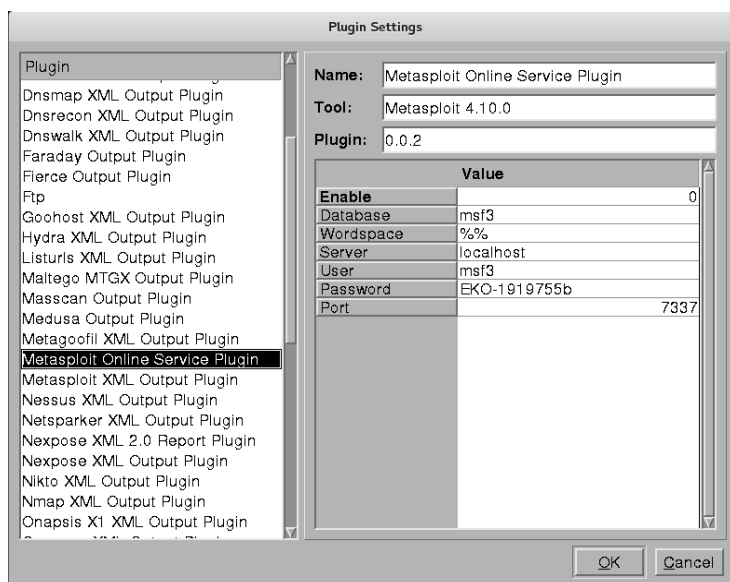 Plugin Settings
Plugin
Dnsmap XML Output Plugin
Dnsrecon XML Output Plugin
Dnswalk XML Output Plugin
Faraday Output Plugin
Fierce Output Plugin
Ftp
Goohost XML Output Plugin
Hydra XML Output Plugin
Listurls XML Output Plugin
Maltego MTGX Output Plugin
Masscan Output Plugin
Medusa Output Plugin
Metagoofil XML Output Plugin
Metasploit Online Service Plugin
Metasploit XML Output Plugin
Nessus XML Output Plugin
Netsparker XML Output Plugin
Nexpose XML 2.0 Report Plugin
Nexpose XML Output Plugin
Nikto XML Output Plugin
Nmap XML Output Plugin
Onapsis X1 XML Output Plugin
Name: Metasploit Online Service Plugin
Tool: Metasploit 4.10.0
Plugin: 0.0.2
Value
Enable 0
Database msf3
Wordspace %%
Server localhost
User msf3
Password EKO-1919755b
Port 7337
OK Cancel